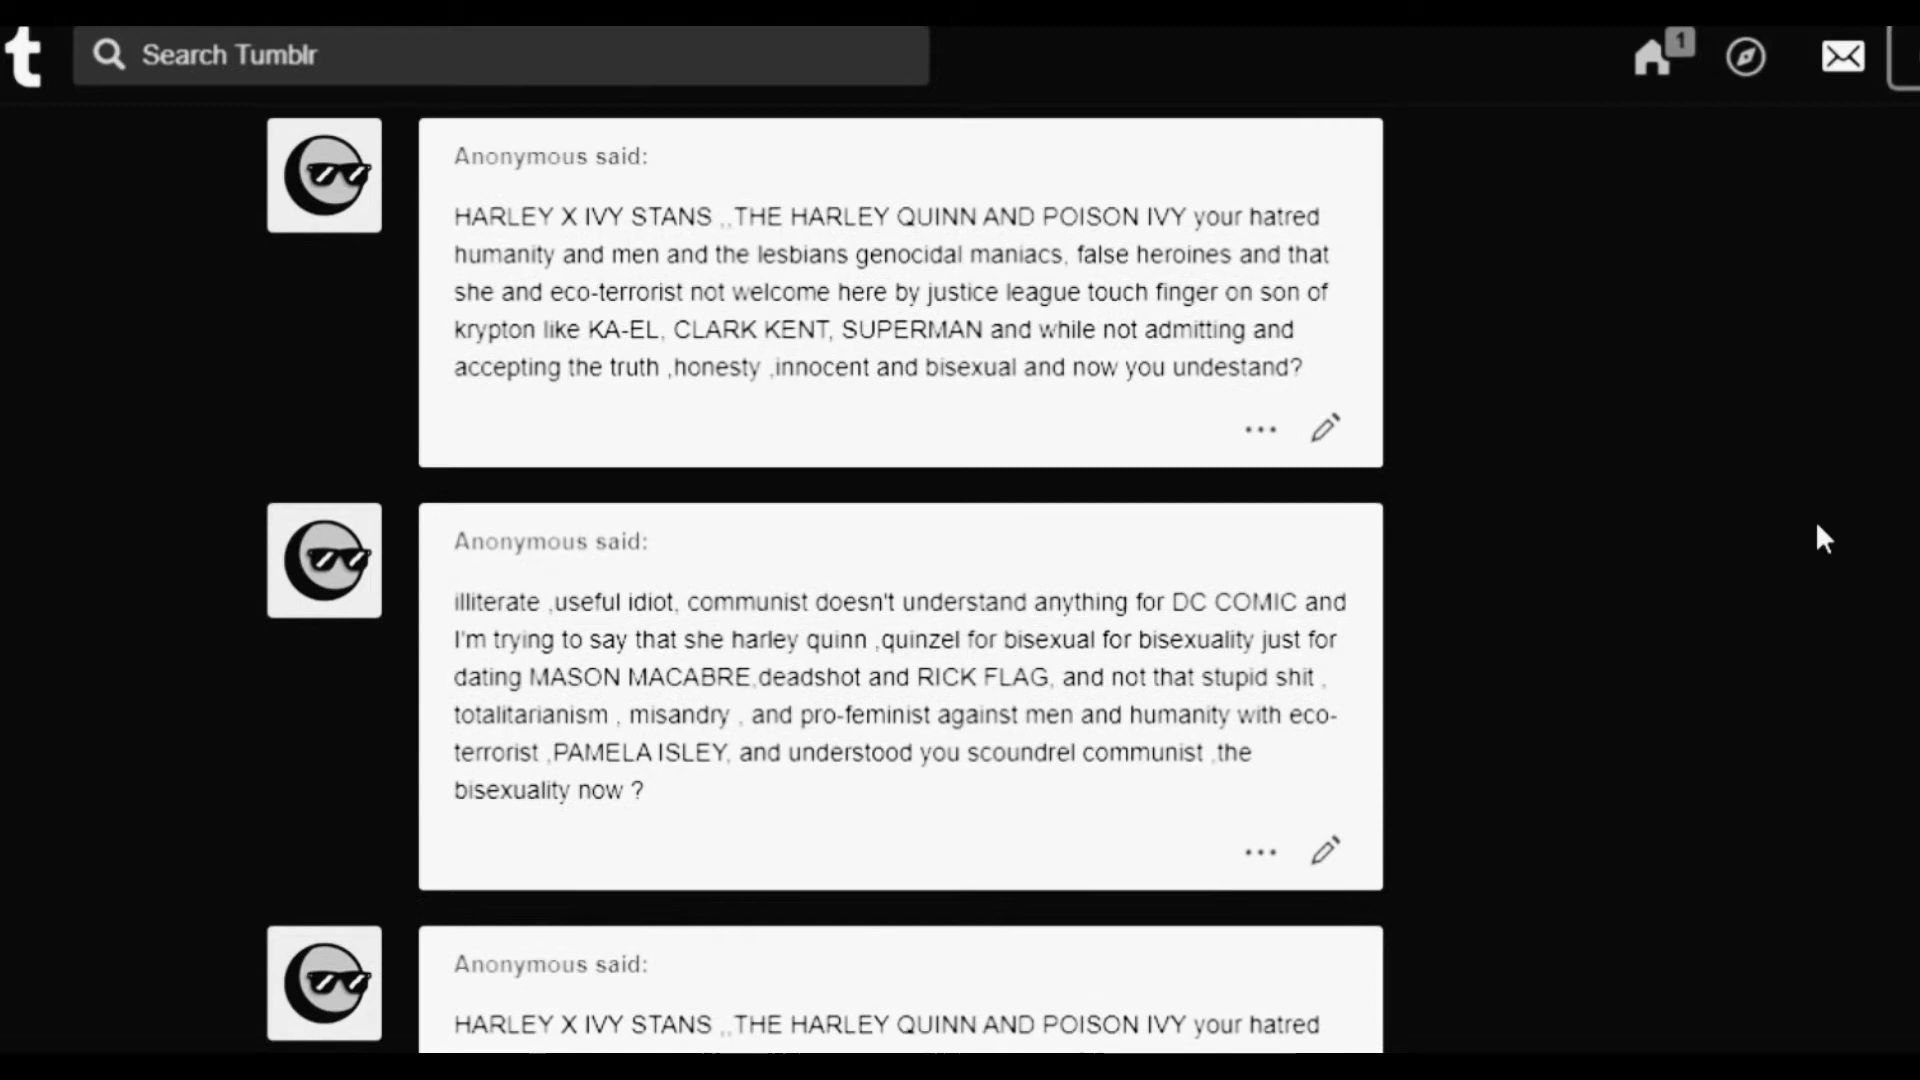 t
Search Tumblr
1
Anonymous said:
HARLEY X IVY STANS ,,THE HARLEY QUINN AND POISON IVY your hatred
humanity and men and the lesbians genocidal maniacs, false heroines and that
she and eco-terrorist not welcome here by justice league touch finger on son of
krypton like KA-EL, CLARK KENT, SUPERMAN and while not admitting and
accepting the truth ,honesty ,innocent and bisexual and now you undestand?
Anonymous said:
illiterate ,useful idiot, communist doesn't understand anything for DC COMIC and
I'm trying to say that she harley quinn ,quinzel for bisexual for bisexuality just for
dating MASON MACABRE,deadshot and RICK FLAG, and not that stupid shit ,
totalitarianism , misandry , and pro-feminist against men and humanity with eco-
terrorist ,PAMELA ISLEY, and understood you scoundrel communist ,the
bisexuality now ?
Anonymous said:
HARLEY X IVY STANS ,,THE HARLEY QUINN AND POISON IVY your hatred